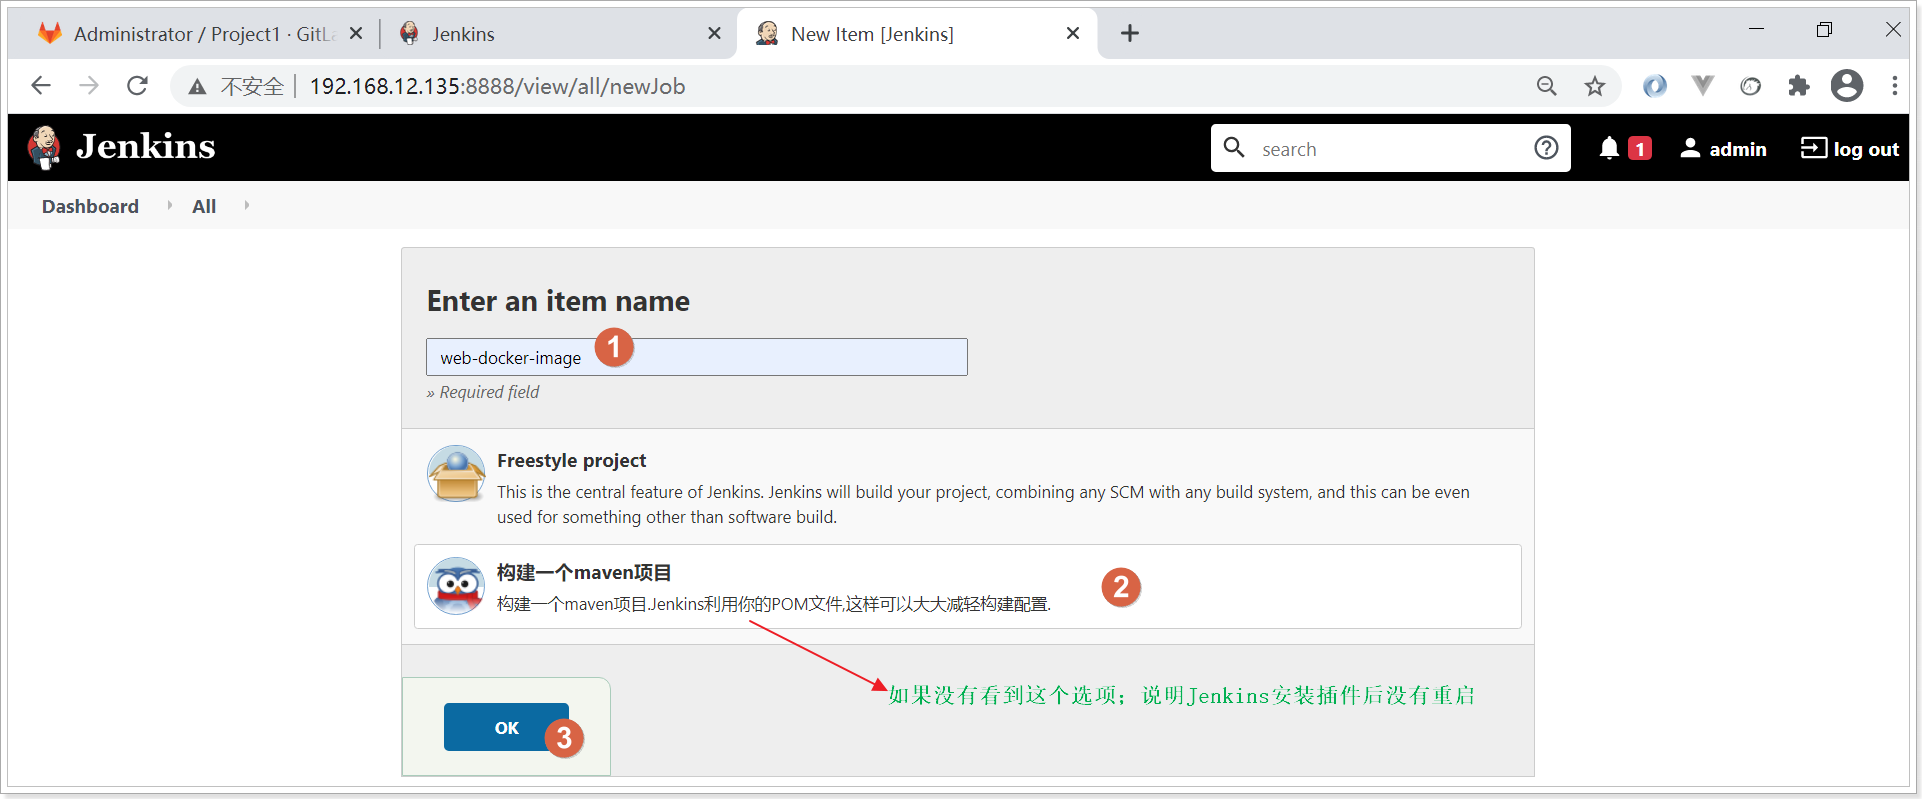 Administrator / Project1 · GitLa
Jenkins
New Item [Jenkins]
不安全 192.168.12.135:8888/view/all/newJob
Jenkins
search
1
admin
log out
Dashboard
All
Enter an item name
web-docker-image
1
» Required field
Freestyle project
This is the central feature of Jenkins. Jenkins will build your project, combining any SCM with any build system, and this can be even
used for something other than software build.
构建一个maven项目
构建一个maven项目.Jenkins利用你的POM文件,这样可以大大减轻构建配置.
2
如果没有看到这个选项；说明Jenkins安装插件后没有重启
OK
3